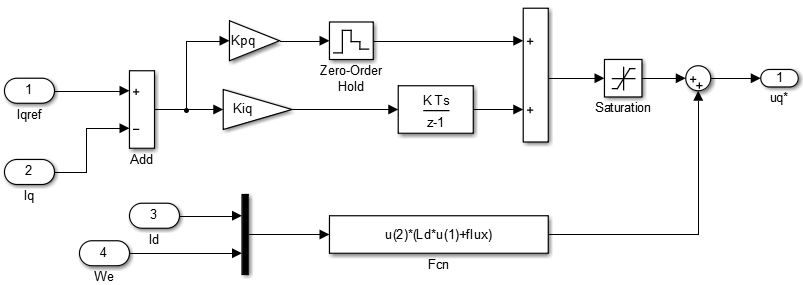 Kpq
Zero-Order
Hold
1
Iqref
+
−
Add
Kiq
K Ts
z-1
+
+
Saturation
+
+
1
uq*
2
Iq
3
Id
4
We
u(2)*(Ld*u(1)+flux)
Fcn